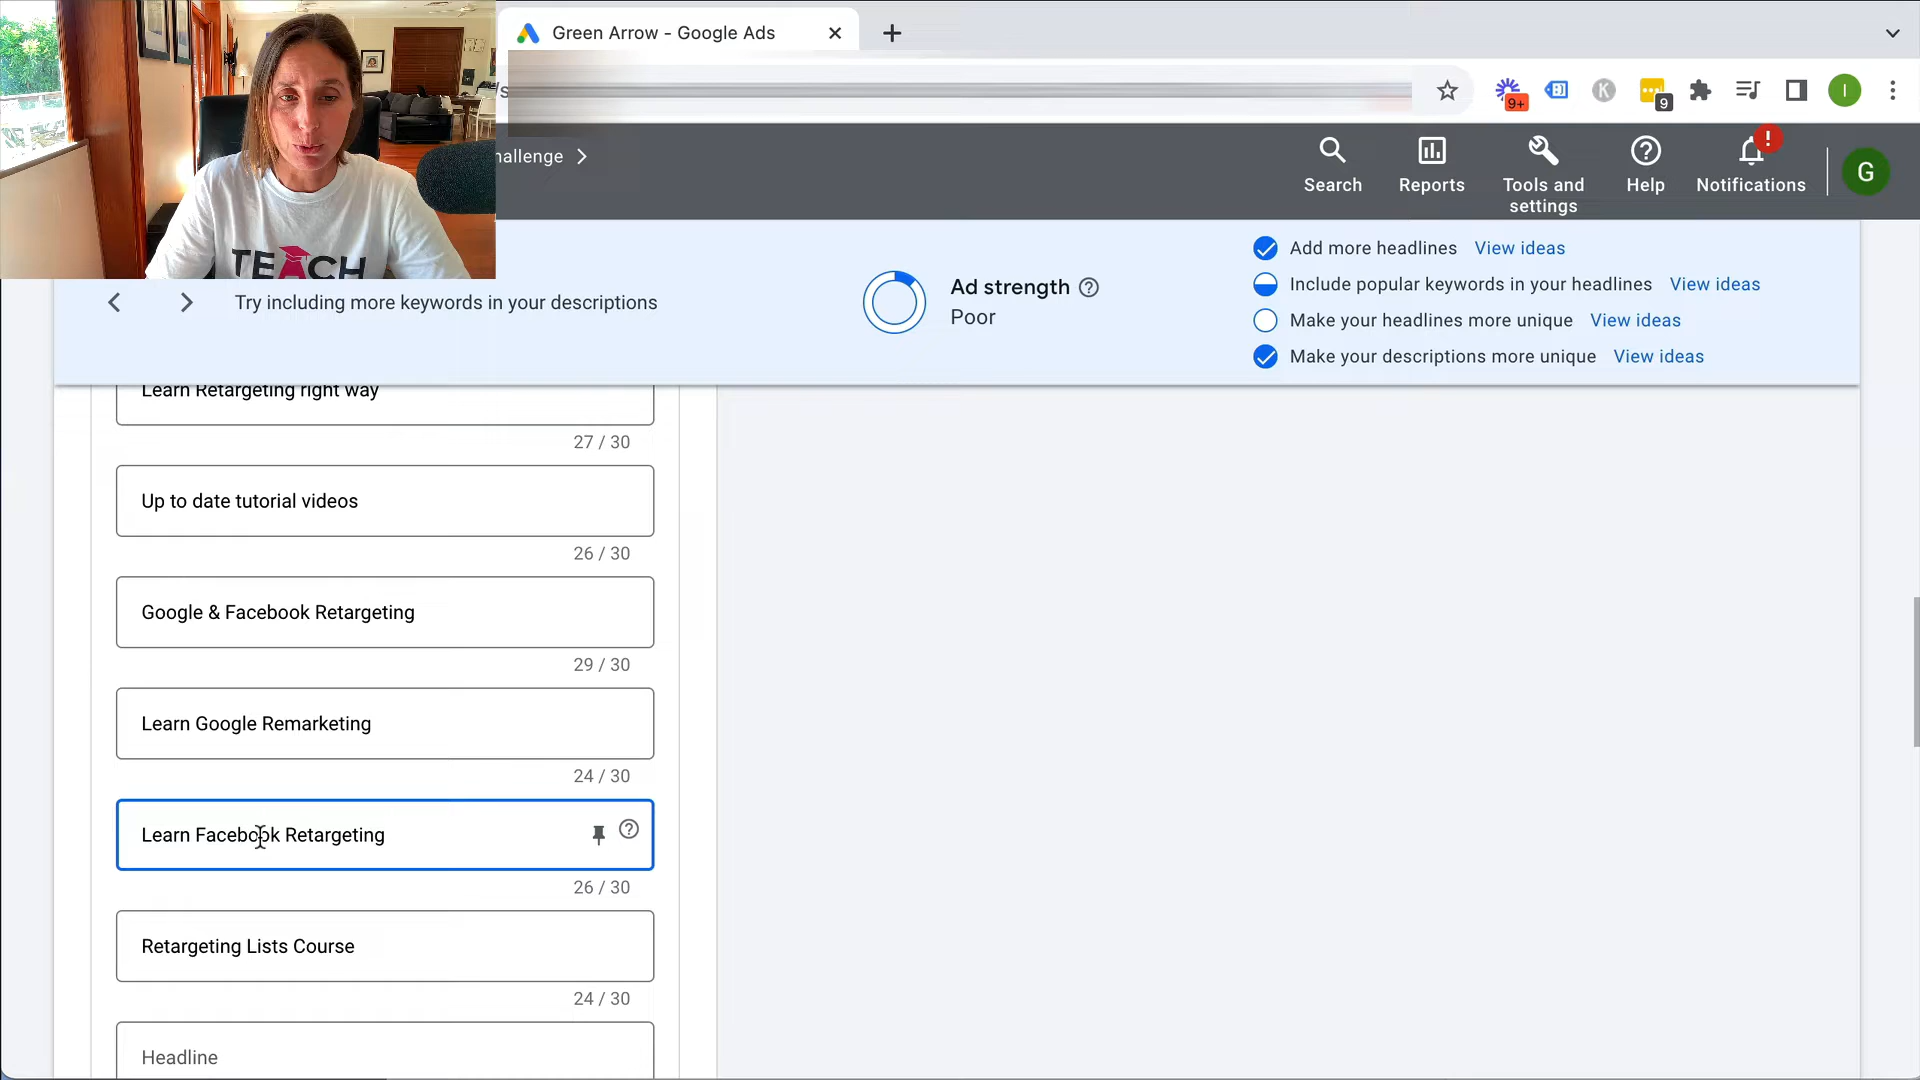 Green Arrow - Google Ads
9+
K
9
I
hallenge
Search
Reports
Tools and
settings
Help
!
Notifications
G
TEACH
Try including more keywords in your descriptions
Ad strength
Poor
Add more headlines View ideas
Include popular keywords in your headlines View ideas
Make your headlines more unique View ideas
Make your descriptions more unique View ideas
Learn Retargeting right way
27 / 30
Up to date tutorial videos
26 / 30
Google & Facebook Retargeting
29 / 30
Learn Google Remarketing
24 / 30
Learn Facebook Retargeting
26 / 30
Retargeting Lists Course
24 / 30
Headline